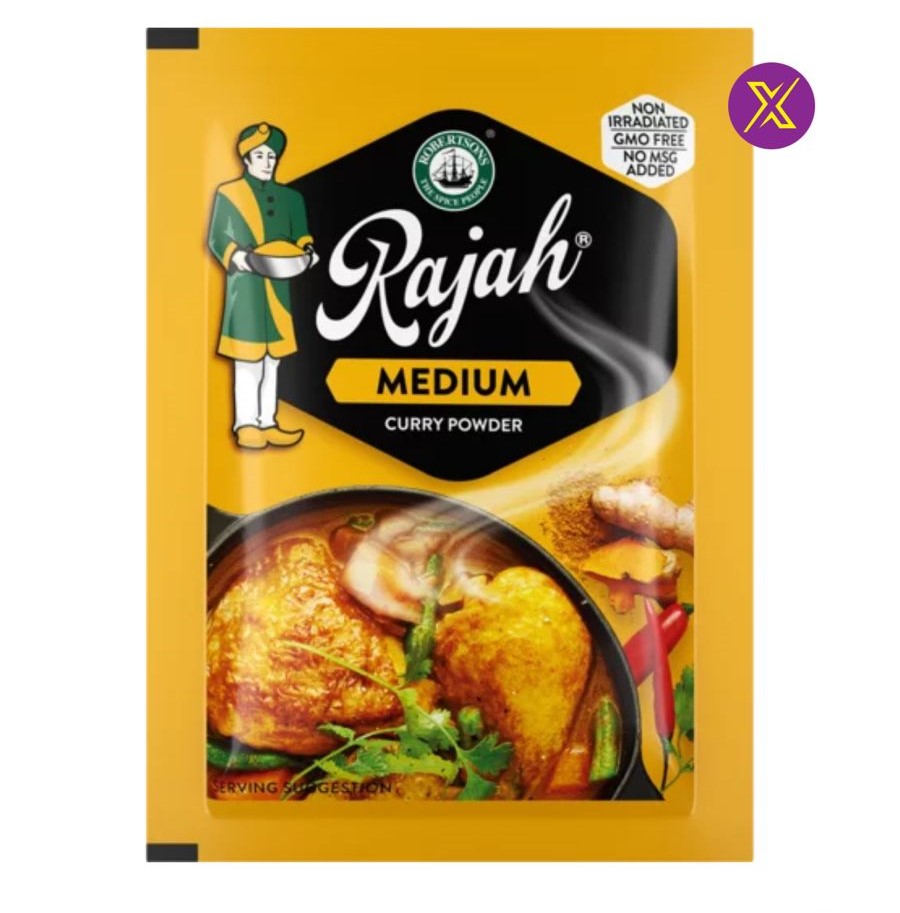 NON
IRRADIATED
GMO FREE
NO MSG
ADDED
ROBERTSONS
THE SPICE PEOPLE
®
Rajah®
MEDIUM
CURRY POWDER
SERVING SUGGESTION
X